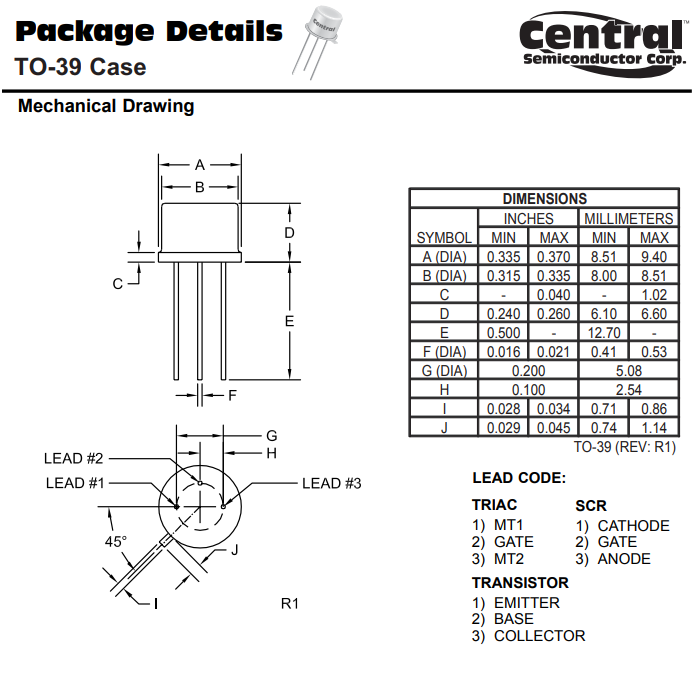 Package Details
TO-39 Case
Central
Central
Semiconductor Corp.
Mechanical Drawing
A
B
D
C
E
F
G
H
LEAD #2
LEAD #1
LEAD #3
45°
J
I
R1
DIMENSIONS
INCHES MILLIMETERS
SYMBOL MIN MAX MIN MAX
A (DIA) 0.335 0.370 8.51 9.40
B (DIA) 0.315 0.335 8.00 8.51
C - 0.040 - 1.02
D 0.240 0.260 6.10 6.60
E 0.500 - 12.70 -
F (DIA) 0.016 0.021 0.41 0.53
G (DIA) 0.200 5.08
H 0.100 2.54
I 0.028 0.034 0.71 0.86
J 0.029 0.045 0.74 1.14
TO-39 (REV: R1)
LEAD CODE:
TRIAC
1) MT1
2) GATE
3) MT2
SCR
1) CATHODE
2) GATE
3) ANODE
TRANSISTOR
1) EMITTER
2) BASE
3) COLLECTOR